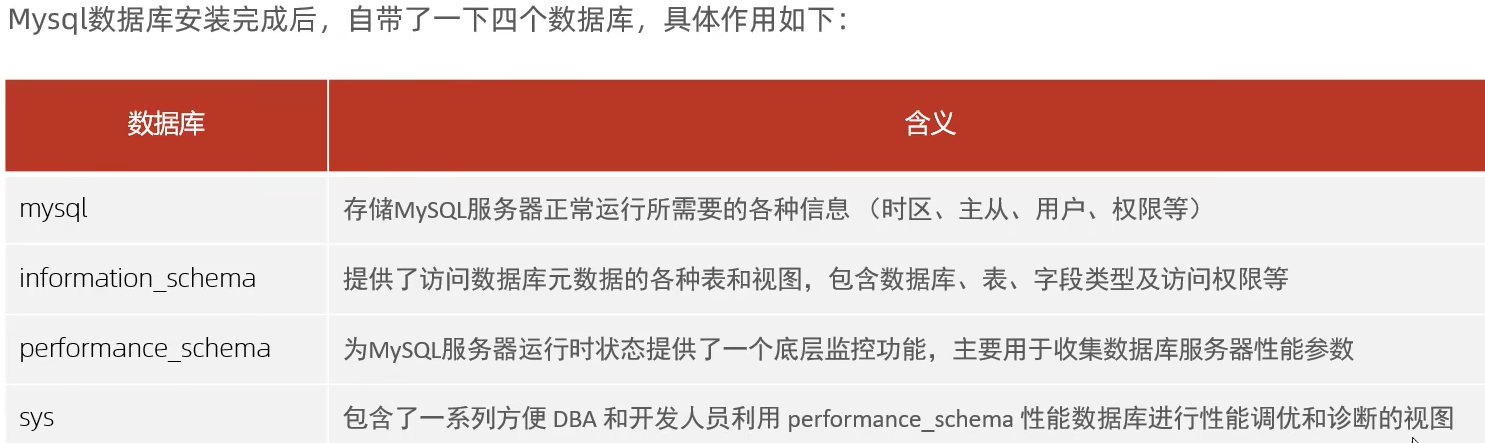 Mysql数据库安装完成后，自带了一下四个数据库，具体作用如下：
数据库 含义
mysql 存储MySQL服务器正常运行所需要的各种信息 （时区、主从、用户、权限等）
information_schema 提供了访问数据库元数据的各种表和视图，包含数据库、表、字段类型及访问权限等
performance_schema 为MySQL服务器运行时状态提供了一个底层监控功能，主要用于收集数据库服务器性能参数
sys 包含了一系列方便 DBA 和开发人员利用 performance_schema 性能数据库进行性能调优和诊断的视图